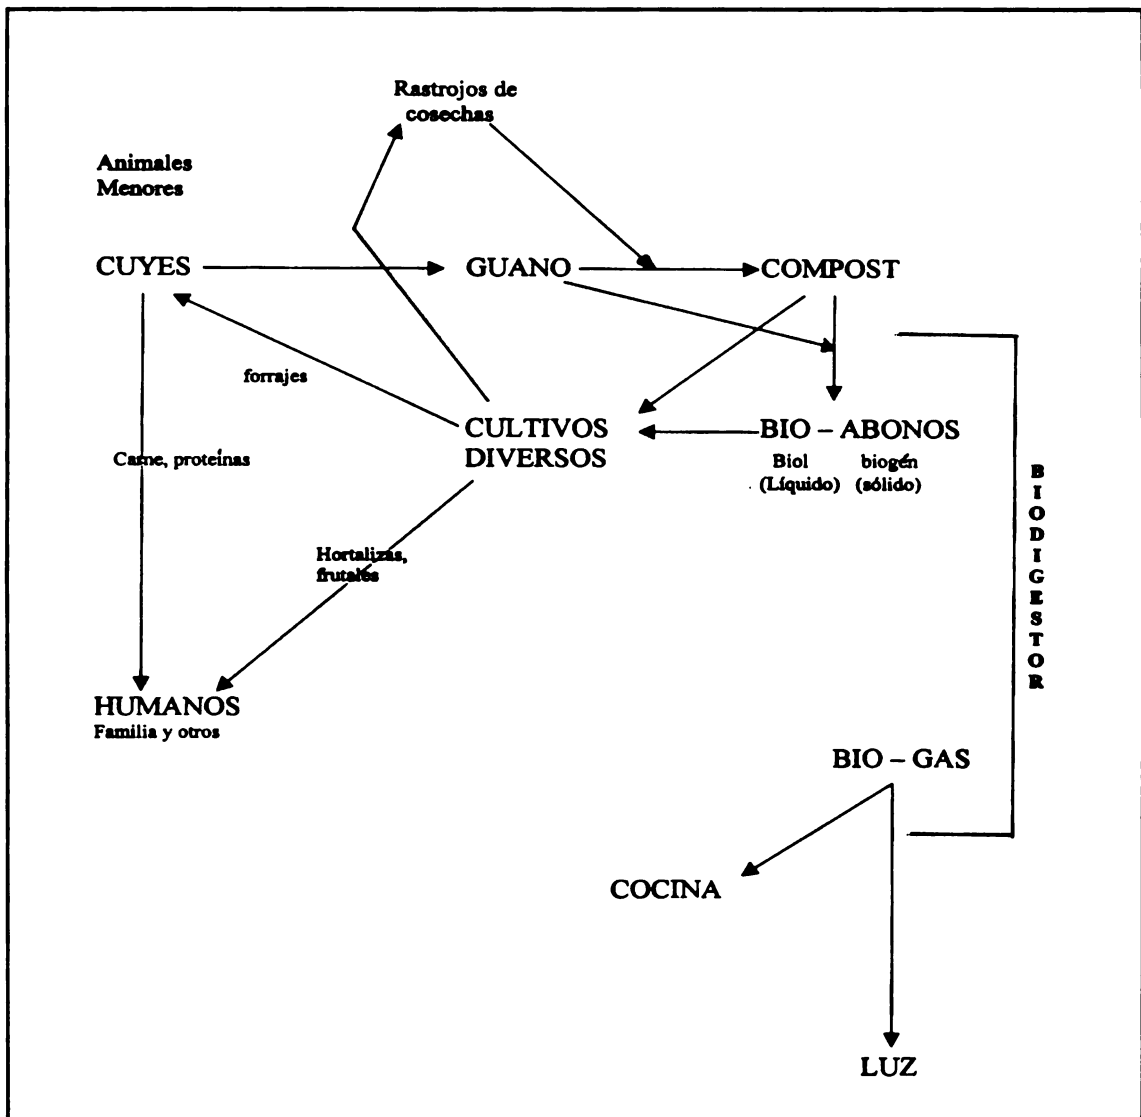 Rastrojos de
cosechas
Animales
Menores
CUYES
GUANO
COMPOST
forrajes
CULTIVOS
DIVERSOS
BIO – ABONOS
Biol biogén
(Líquido) (sólido)
Carne, proteínas
BIODIGESTOR
Hortalizas,
frutales
HUMANOS
Familia y otros
BIO – GAS
COCINA
LUZ